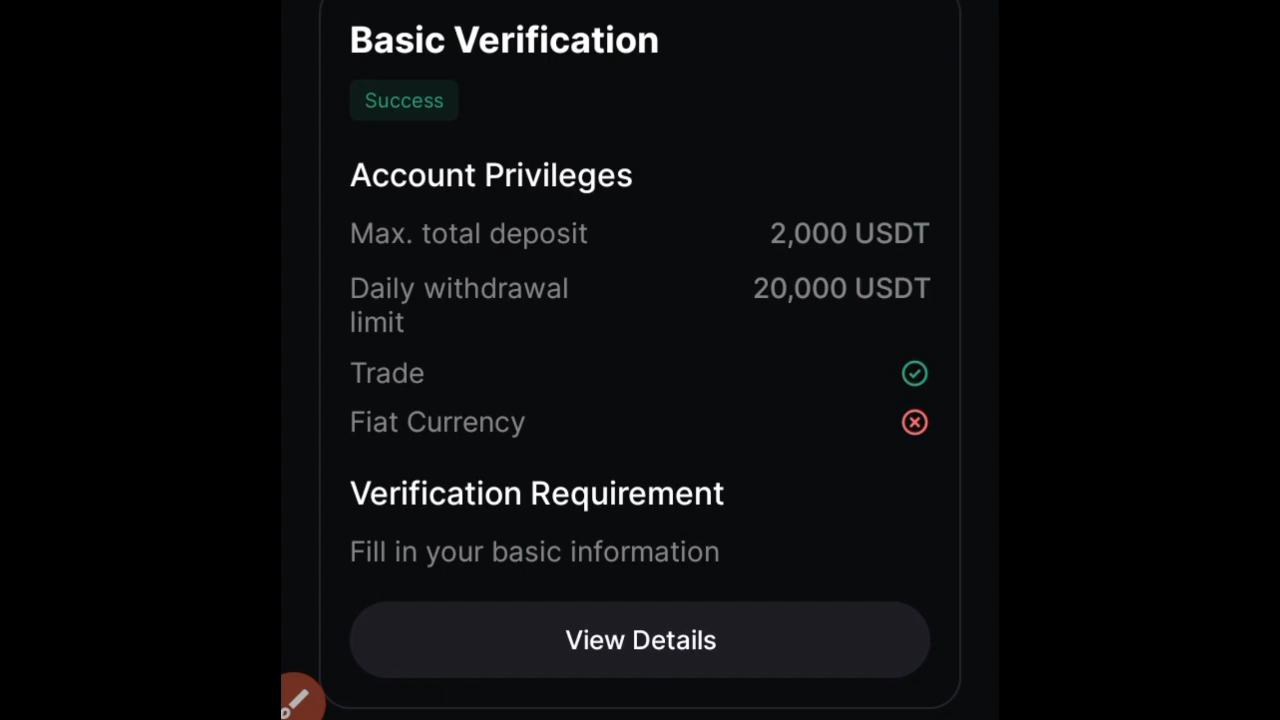 Basic Verification
Success
Account Privileges
Max. total deposit 2,000 USDT
Daily withdrawal 20,000 USDT
limit
Trade
Fiat Currency
Verification Requirement
Fill in your basic information
View Details